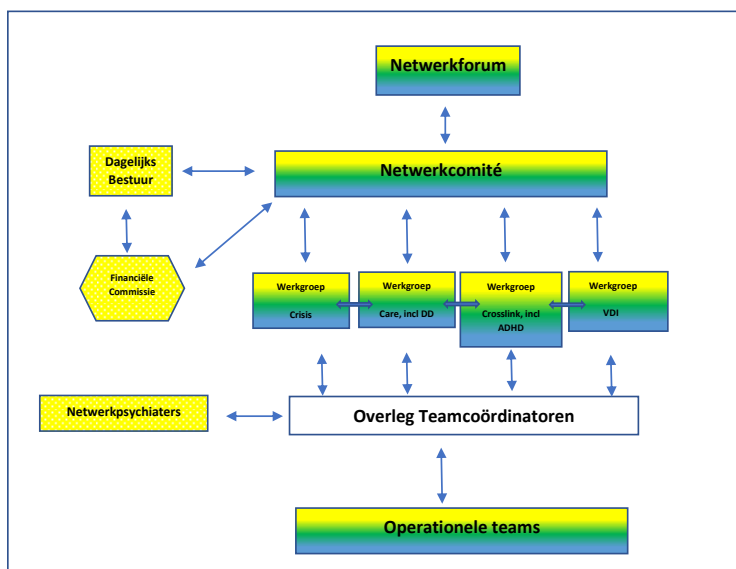 Netwerkforum
Dagelijks
Bestuur
Netwerkcomité
Financiële
Commissie
Werkgroep
Crisis
Werkgroep
Care, incl DD
Werkgroep
Crosslink, incl
ADHD
Werkgroep
VDI
Netwerkpsychiaters
Overleg Teamcoördinatoren
Operationele teams